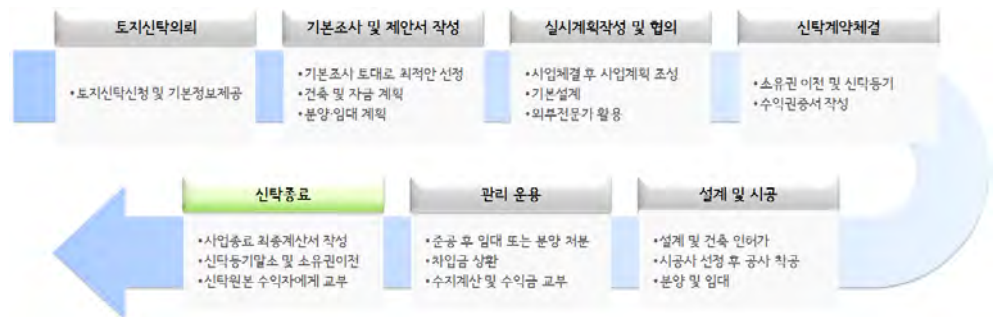 토지신탁의뢰
•토지신탁신청 및 기본정보제공
기본조사 및 제안서 작성
•기본조사 토대로 최적안 선정
•건축 및 자금 계획
•분양·임대 계획
실시계획작성 및 협의
•사업체결 후 사업계획 조성
•기본설계
•외부전문가 활용
신탁계약체결
•소유권 이전 및 신탁등기
•수익권증서 작성
설계 및 시공
•설계 및 건축 인허가
•시공사 선정 후 공사 착공
•분양 및 임대
관리 운용
•준공 후 임대 또는 분양 처분
•차입금 상환
•수지계산 및 수익금 교부
신탁종료
•사업종료 최종계산서 작성
•신탁등기말소 및 소유권이전
•신탁원본 수익자에게 교부